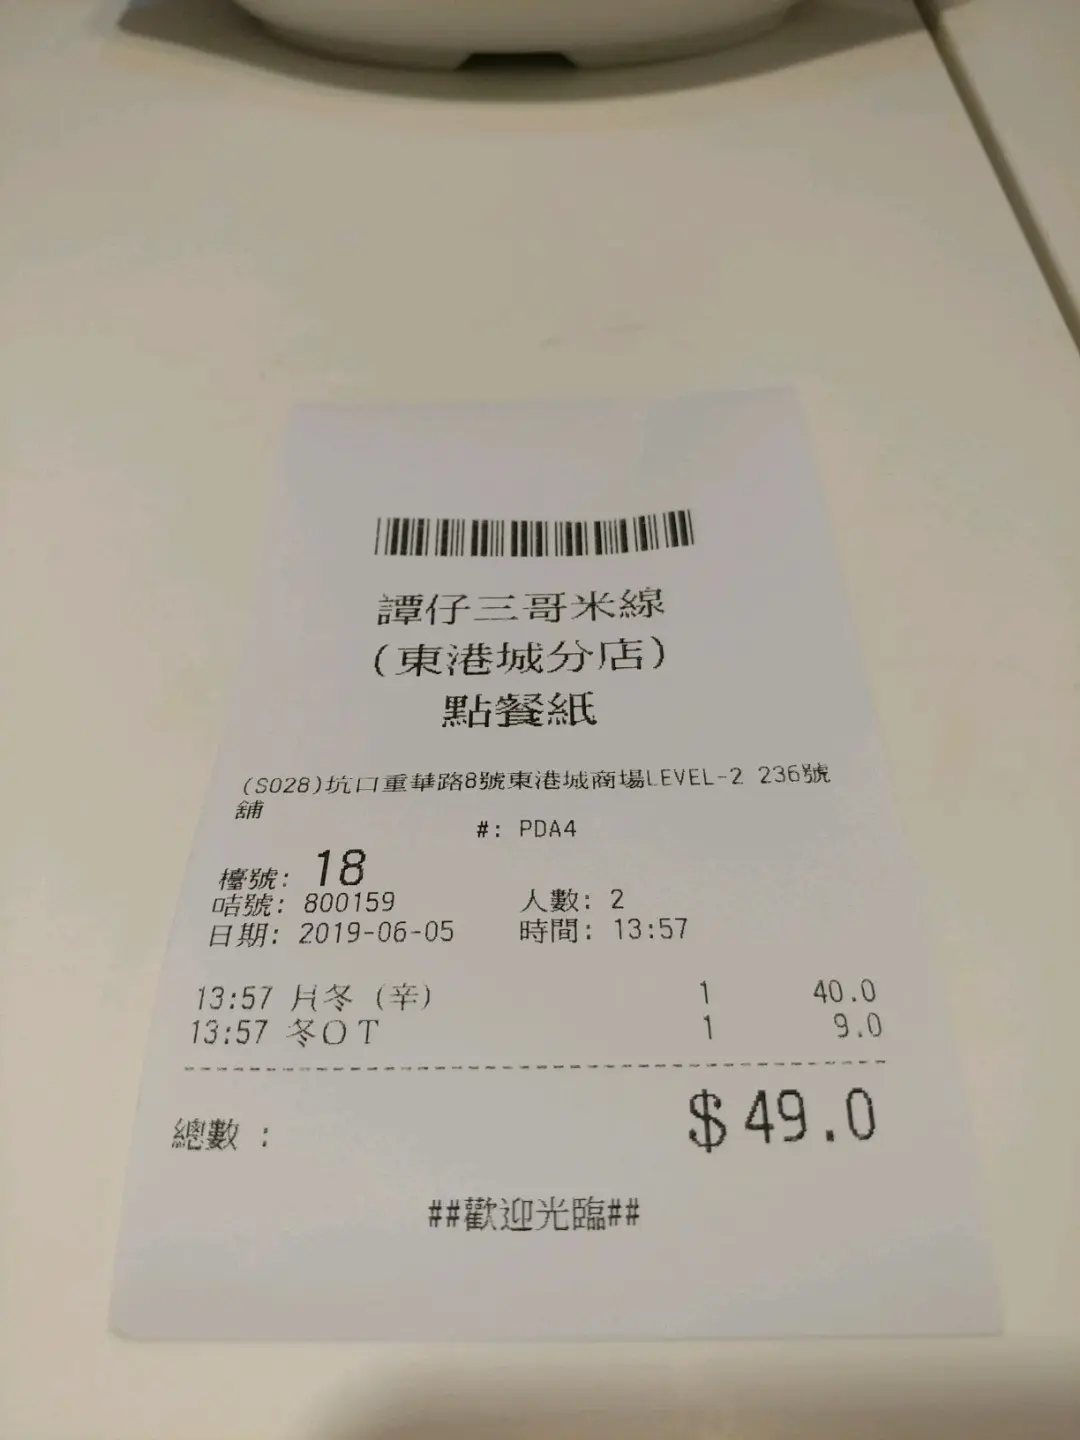 譚仔三哥米線
(東港城分店)
點餐紙
(S028)坑口重華路8號東港城商場LEVEL-2 236號
舖
#: PDA4
檯號: 18
咭號: 800159 人數: 2
日期: 2019-06-05 時間: 13:57
13:57 片冬 (辛) 1 40.0
13:57 冬OT 1 9.0
總數 : $49.0
##歡迎光臨##